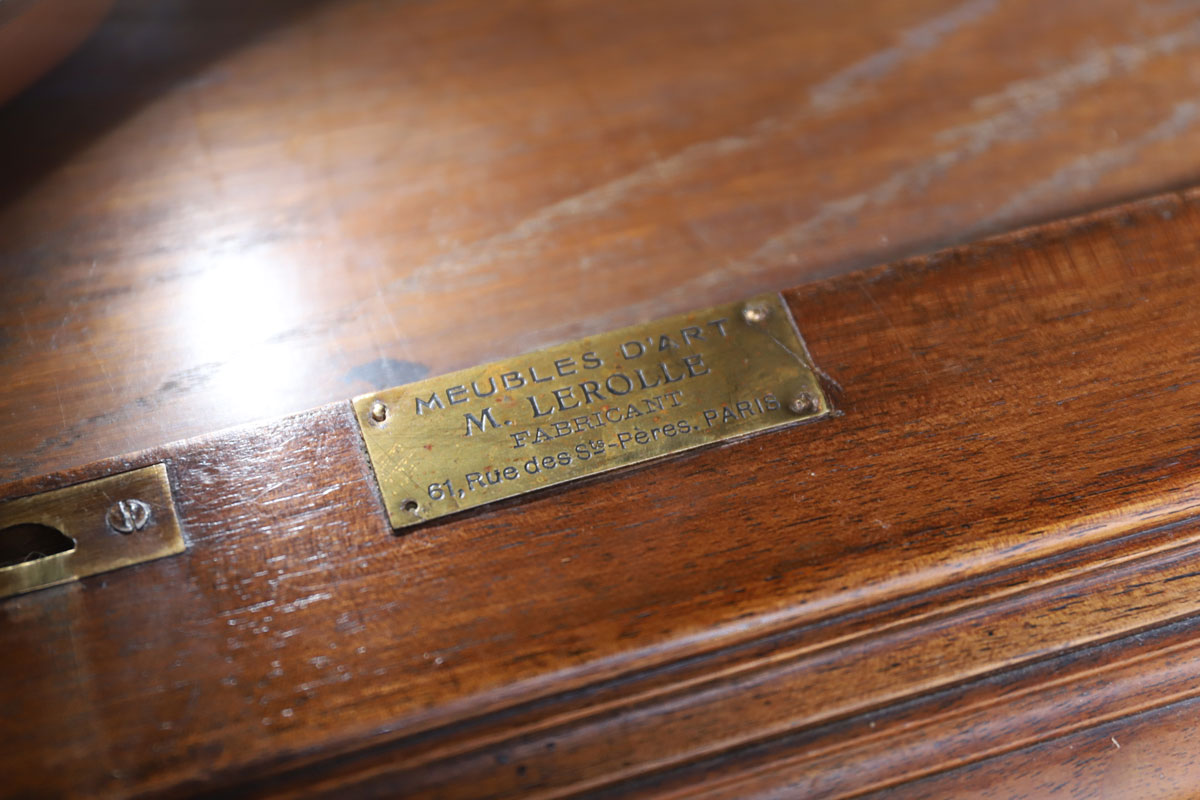 MEUBLES D'ART
M. LEROLLE
FABRICANT
61, Rue des Sts-Pères, PARIS